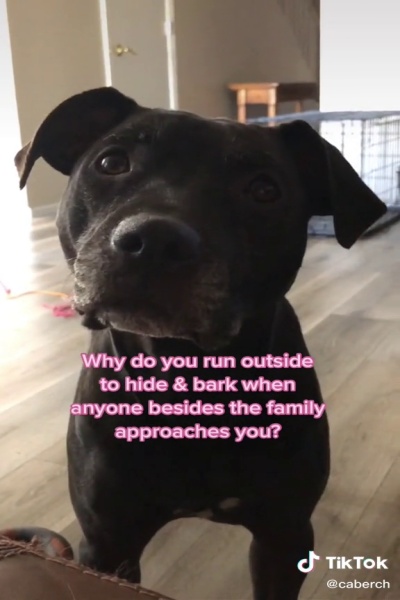 Why do you run outside
to hide & bark when
anyone besides the family
approaches you?
TikTok
@caberch